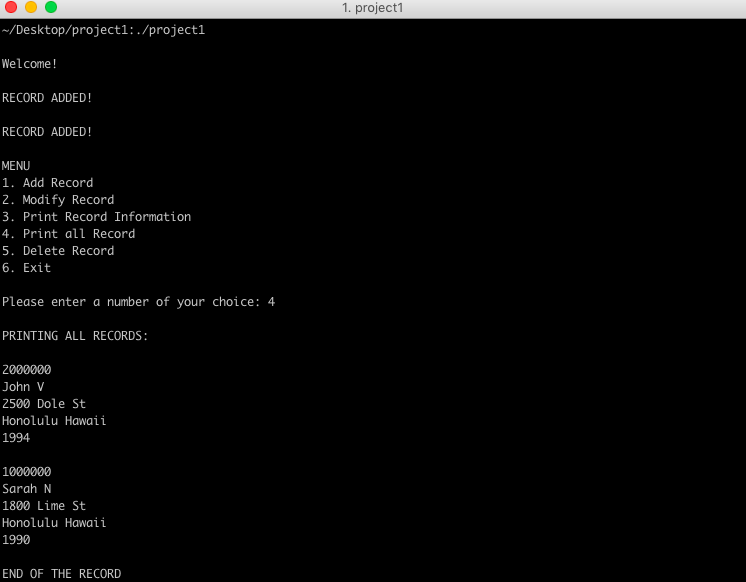 1. project1
~/Desktop/project1:./project1
Welcome!
RECORD ADDED!
RECORD ADDED!
MENU
1. Add Record
2. Modify Record
3. Print Record Information
4. Print all Record
5. Delete Record
6. Exit
Please enter a number of your choice: 4
PRINTING ALL RECORDS:
2000000
John V
2500 Dole St
Honolulu Hawaii
1994
1000000
Sarah N
1800 Lime St
Honolulu Hawaii
1990
END OF THE RECORD